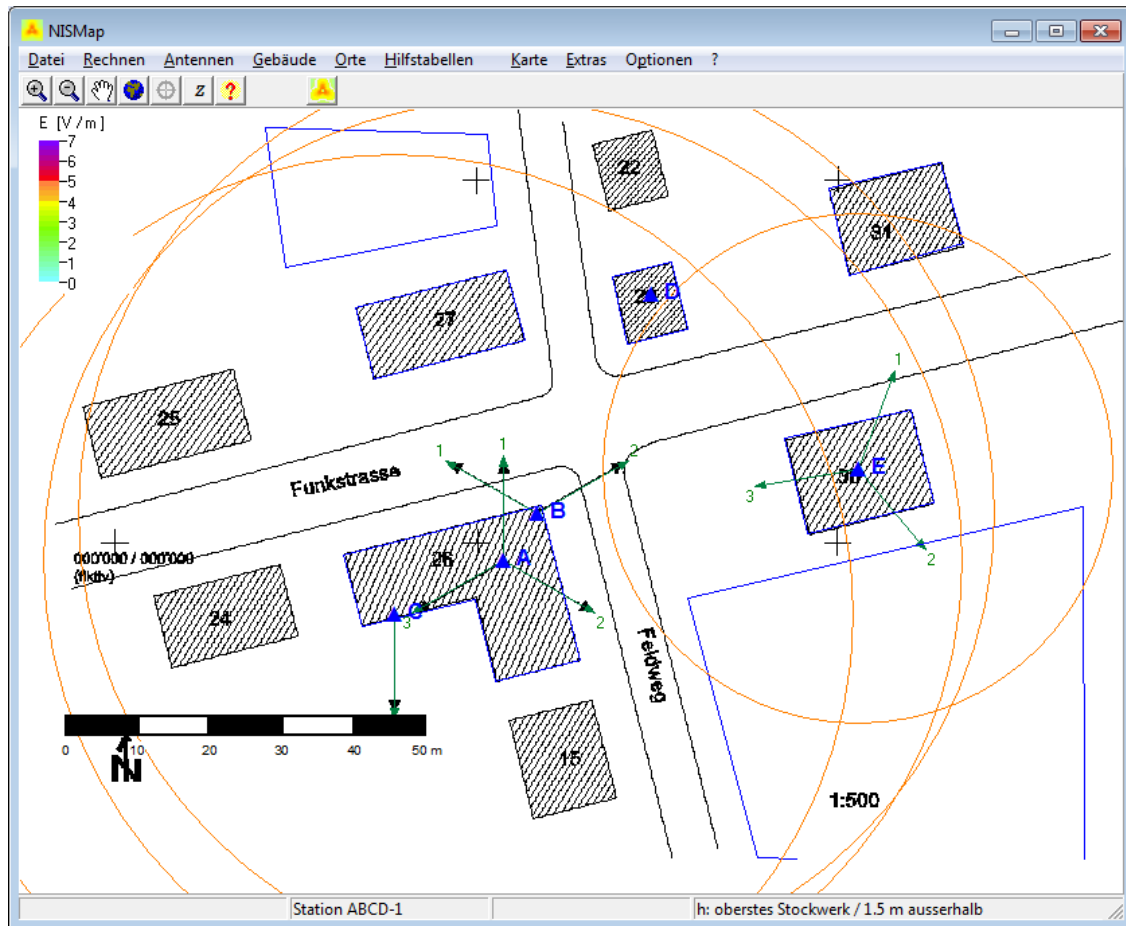 NISMap
Datei Rechnen Antennen Gebäude Orte Hilfstabellen Karte Extras Optionen ?
z ?
E [V/m]
7
6
5
4
3
2
1
0
22
31
D
27
1
25
1 1 2
Funkstrasse
E
3
B
26
A
2
000'000 / 000'000
(fiktiv)
24
C
3
2
Feldweg
0 10 20 30 40 50 m
N
15
1:500
Station ABCD-1
h: oberstes Stockwerk / 1.5 m ausserhalb